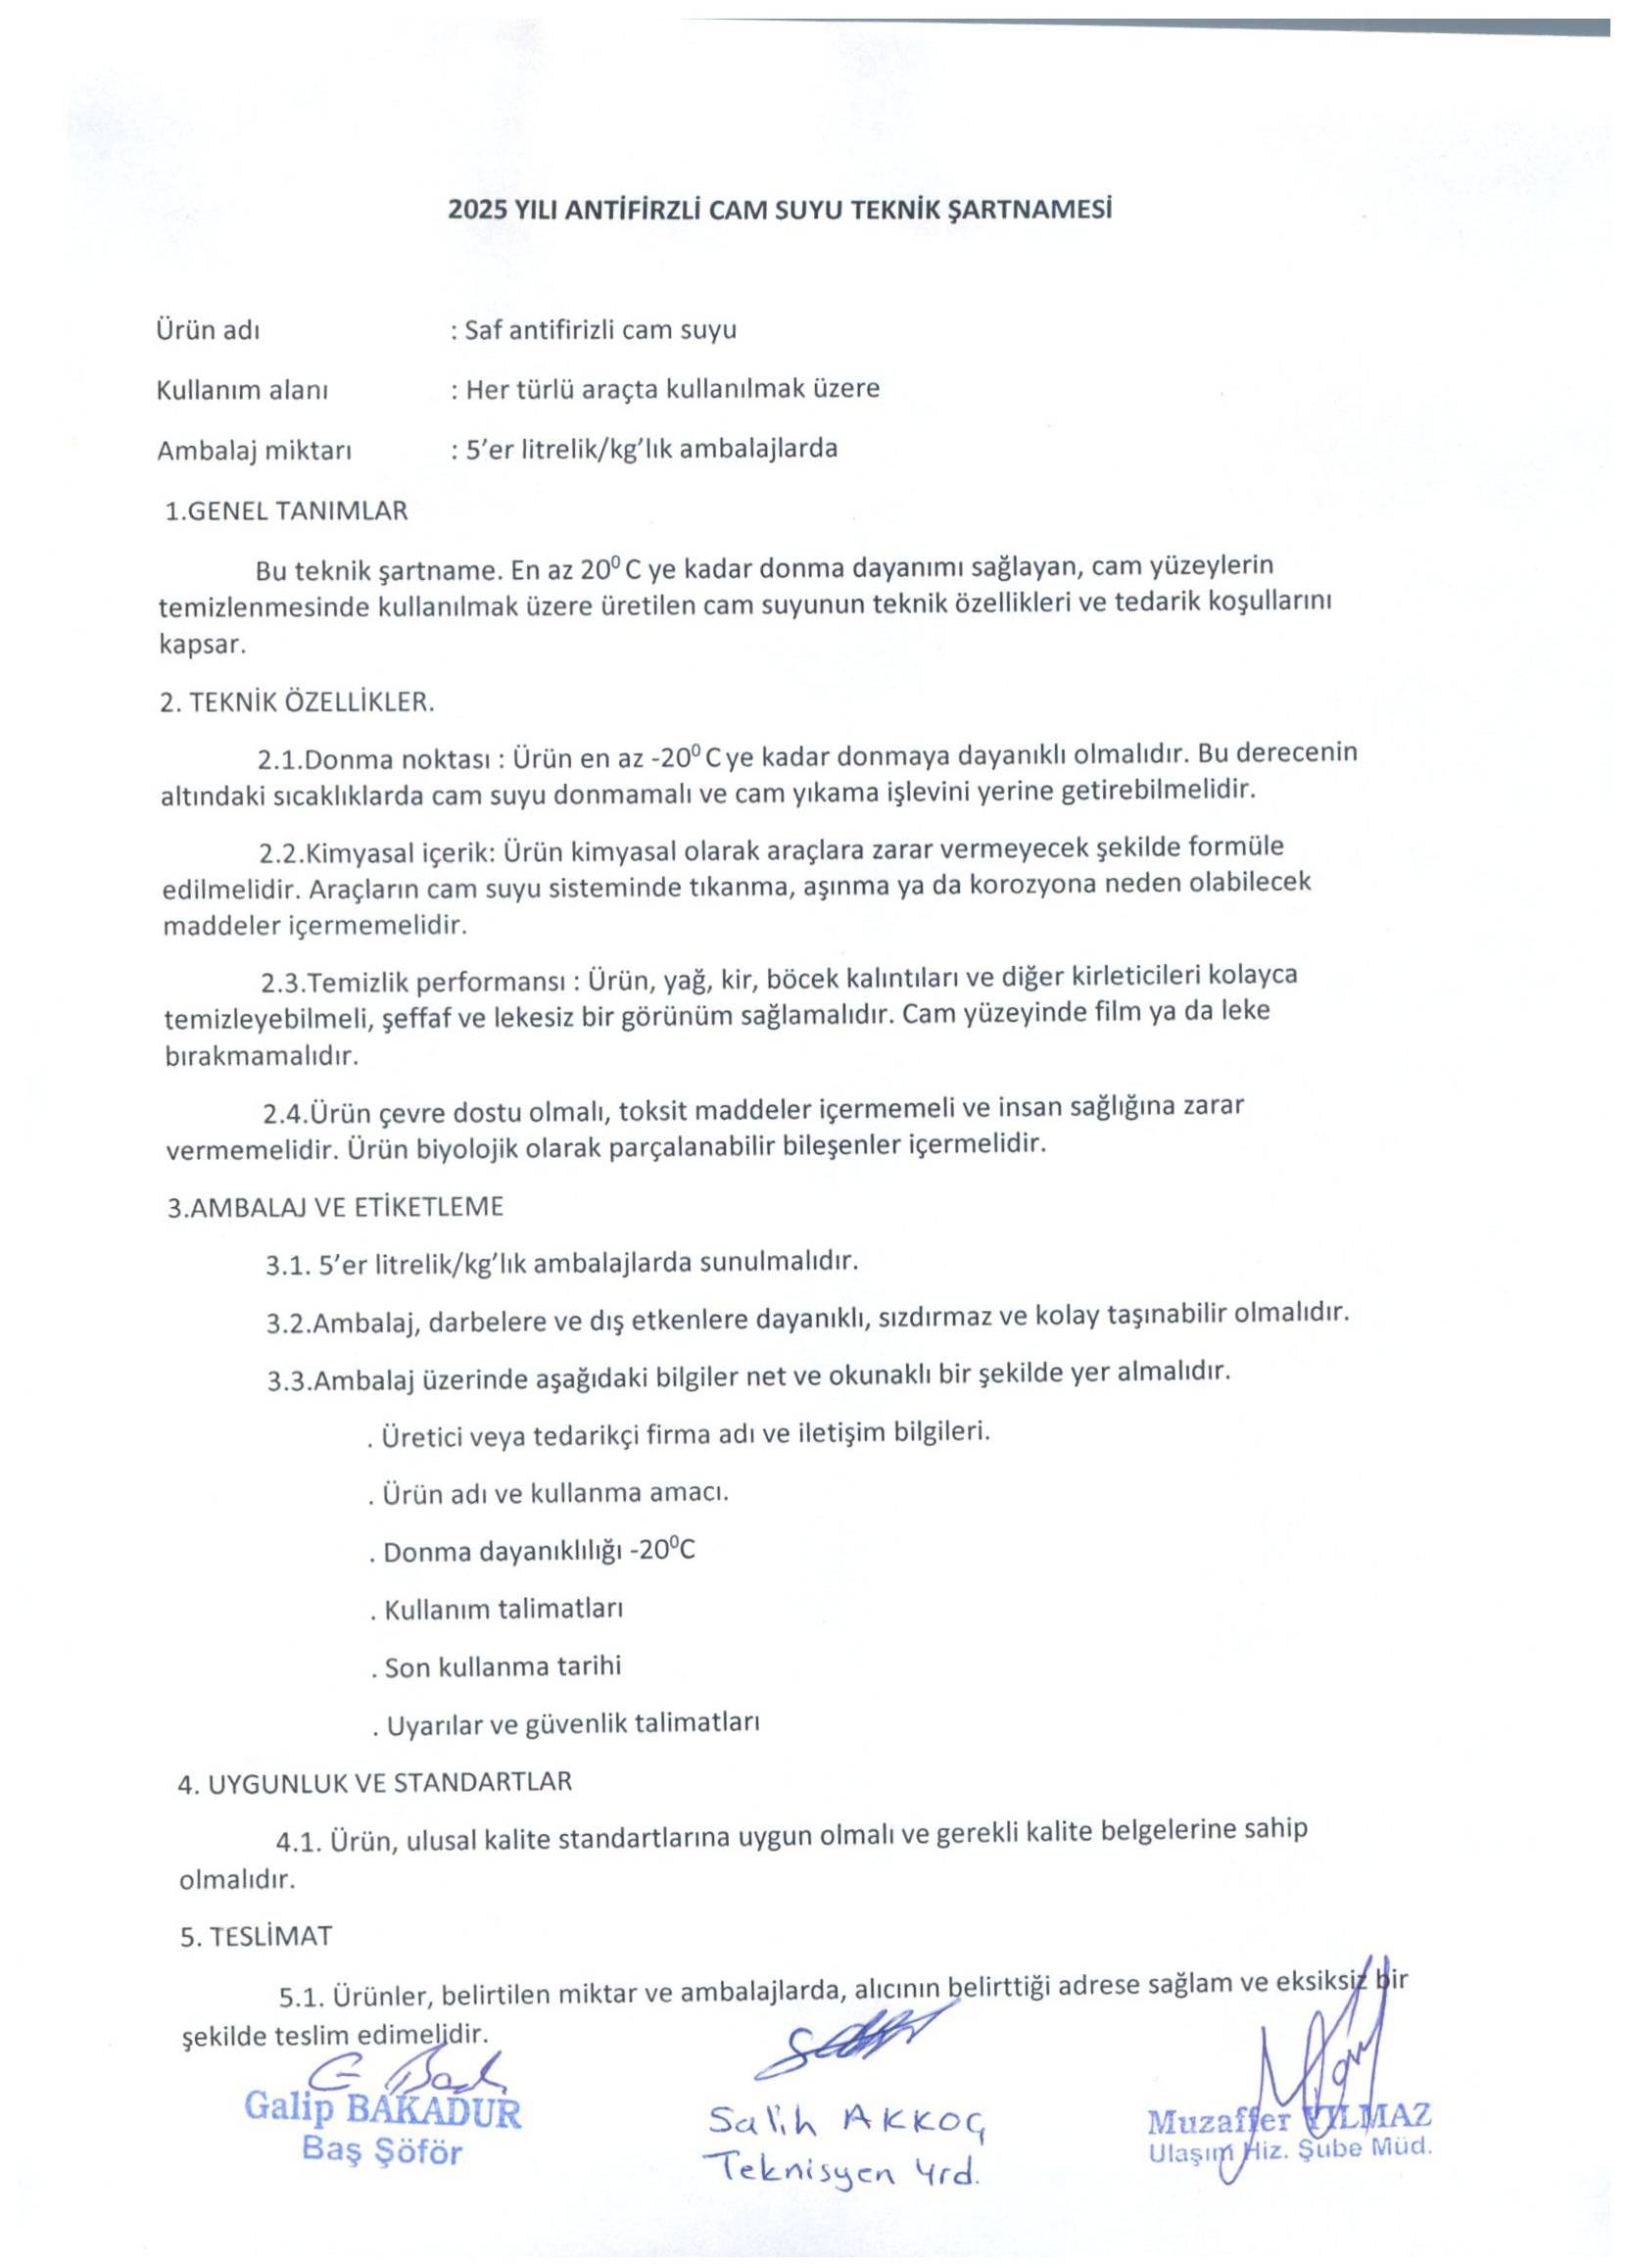 2025 YILI ANTİFİRZLİ CAM SUYU TEKNİK ŞARTNAMESİ
Ürün adı : Saf antifirizli cam suyu
Kullanım alanı : Her türlü araçta kullanılmak üzere
Ambalaj miktarı : 5’er litrelik/kg’lık ambalajlarda
1.GENEL TANIMLAR
Bu teknik şartname. En az 20⁰ C ye kadar donma dayanımı sağlayan, cam yüzeylerin
temizlenmesinde kullanılmak üzere üretilen cam suyunun teknik özellikleri ve tedarik koşullarını
kapsar.
2. TEKNİK ÖZELLİKLER.
2.1.Donma noktası : Ürün en az -20⁰ C ye kadar donmaya dayanıklı olmalıdır. Bu derecenin
altındaki sıcaklıklarda cam suyu donmamalı ve cam yıkama işlevini yerine getirebilmelidir.
2.2.Kimyasal içerik: Ürün kimyasal olarak araçlara zarar vermeyecek şekilde formüle
edilmelidir. Araçların cam suyu sisteminde tıkanma, aşınma ya da korozyona neden olabilecek
maddeler içermemelidir.
2.3.Temizlik performansı : Ürün, yağ, kir, böcek kalıntıları ve diğer kirleticileri kolayca
temizleyebilmeli, şeffaf ve lekesiz bir görünüm sağlamalıdır. Cam yüzeyinde film ya da leke
bırakmamalıdır.
2.4.Ürün çevre dostu olmalı, toksit maddeler içermemeli ve insan sağlığına zarar
vermemelidir. Ürün biyolojik olarak parçalanabilir bileşenler içermelidir.
3.AMBALAJ VE ETİKETLEME
3.1. 5’er litrelik/kg’lık ambalajlarda sunulmalıdır.
3.2.Ambalaj, darbelere ve dış etkenlere dayanıklı, sızdırmaz ve kolay taşınabilir olmalıdır.
3.3.Ambalaj üzerinde aşağıdaki bilgiler net ve okunaklı bir şekilde yer almalıdır.
. Üretici veya tedarikçi firma adı ve iletişim bilgileri.
. Ürün adı ve kullanma amacı.
. Donma dayanıklılığı -20⁰C
. Kullanım talimatları
. Son kullanma tarihi
. Uyarılar ve güvenlik talimatları
4. UYGUNLUK VE STANDARTLAR
4.1. Ürün, ulusal kalite standartlarına uygun olmalı ve gerekli kalite belgelerine sahip
olmalıdır.
5. TESLİMAT
5.1. Ürünler, belirtilen miktar ve ambalajlarda, alıcının belirttiği adrese sağlam ve eksiksiz bir
şekilde teslim edimelidir.
Galip BAKADUR
Baş Şöför
Salih AKKOÇ
Teknisyen Yrd.
Muzaffer YILMAZ
Ulaşım Hiz. Şube Müd.